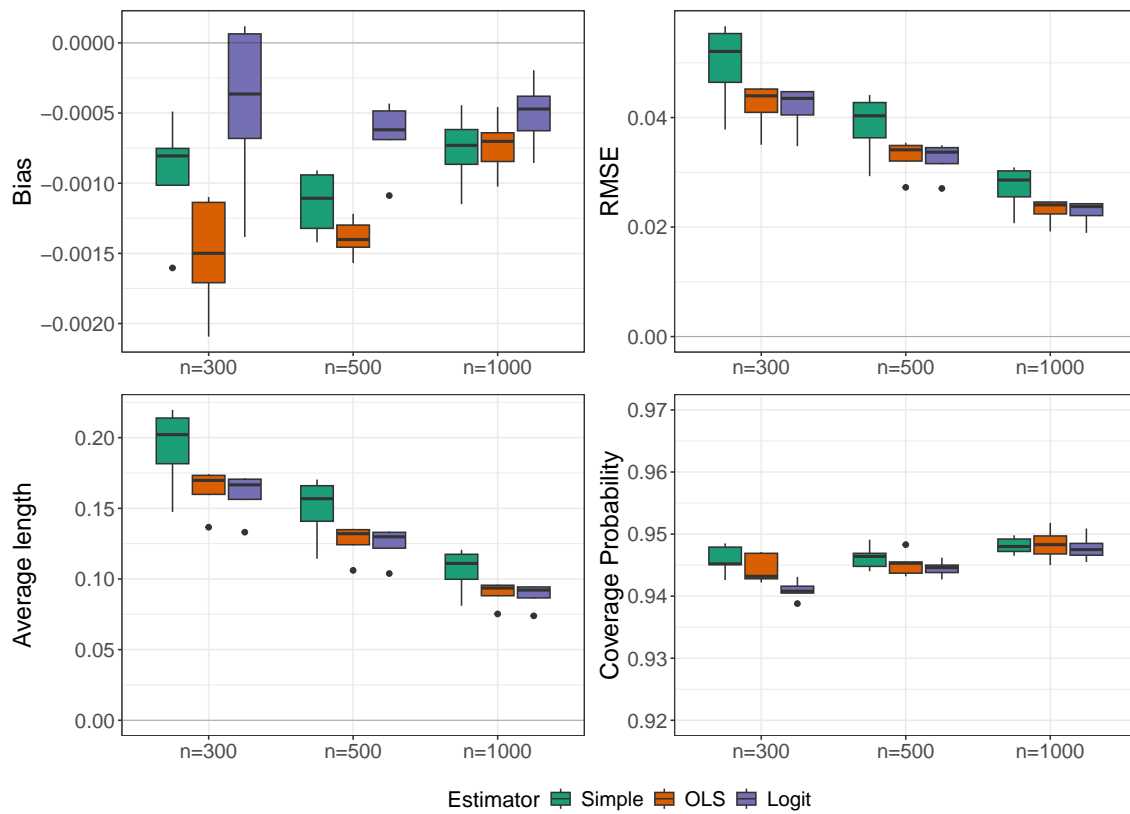 Bias
0.0000
−0.0005
−0.0010
−0.0015
−0.0020
n=300 n=500 n=1000
RMSE
0.04
0.02
0.00
n=300 n=500 n=1000
Average length
0.20
0.15
0.10
0.05
0.00
n=300 n=500 n=1000
Coverage Probability
0.97
0.96
0.95
0.94
0.93
0.92
n=300 n=500 n=1000
Estimator Simple OLS Logit